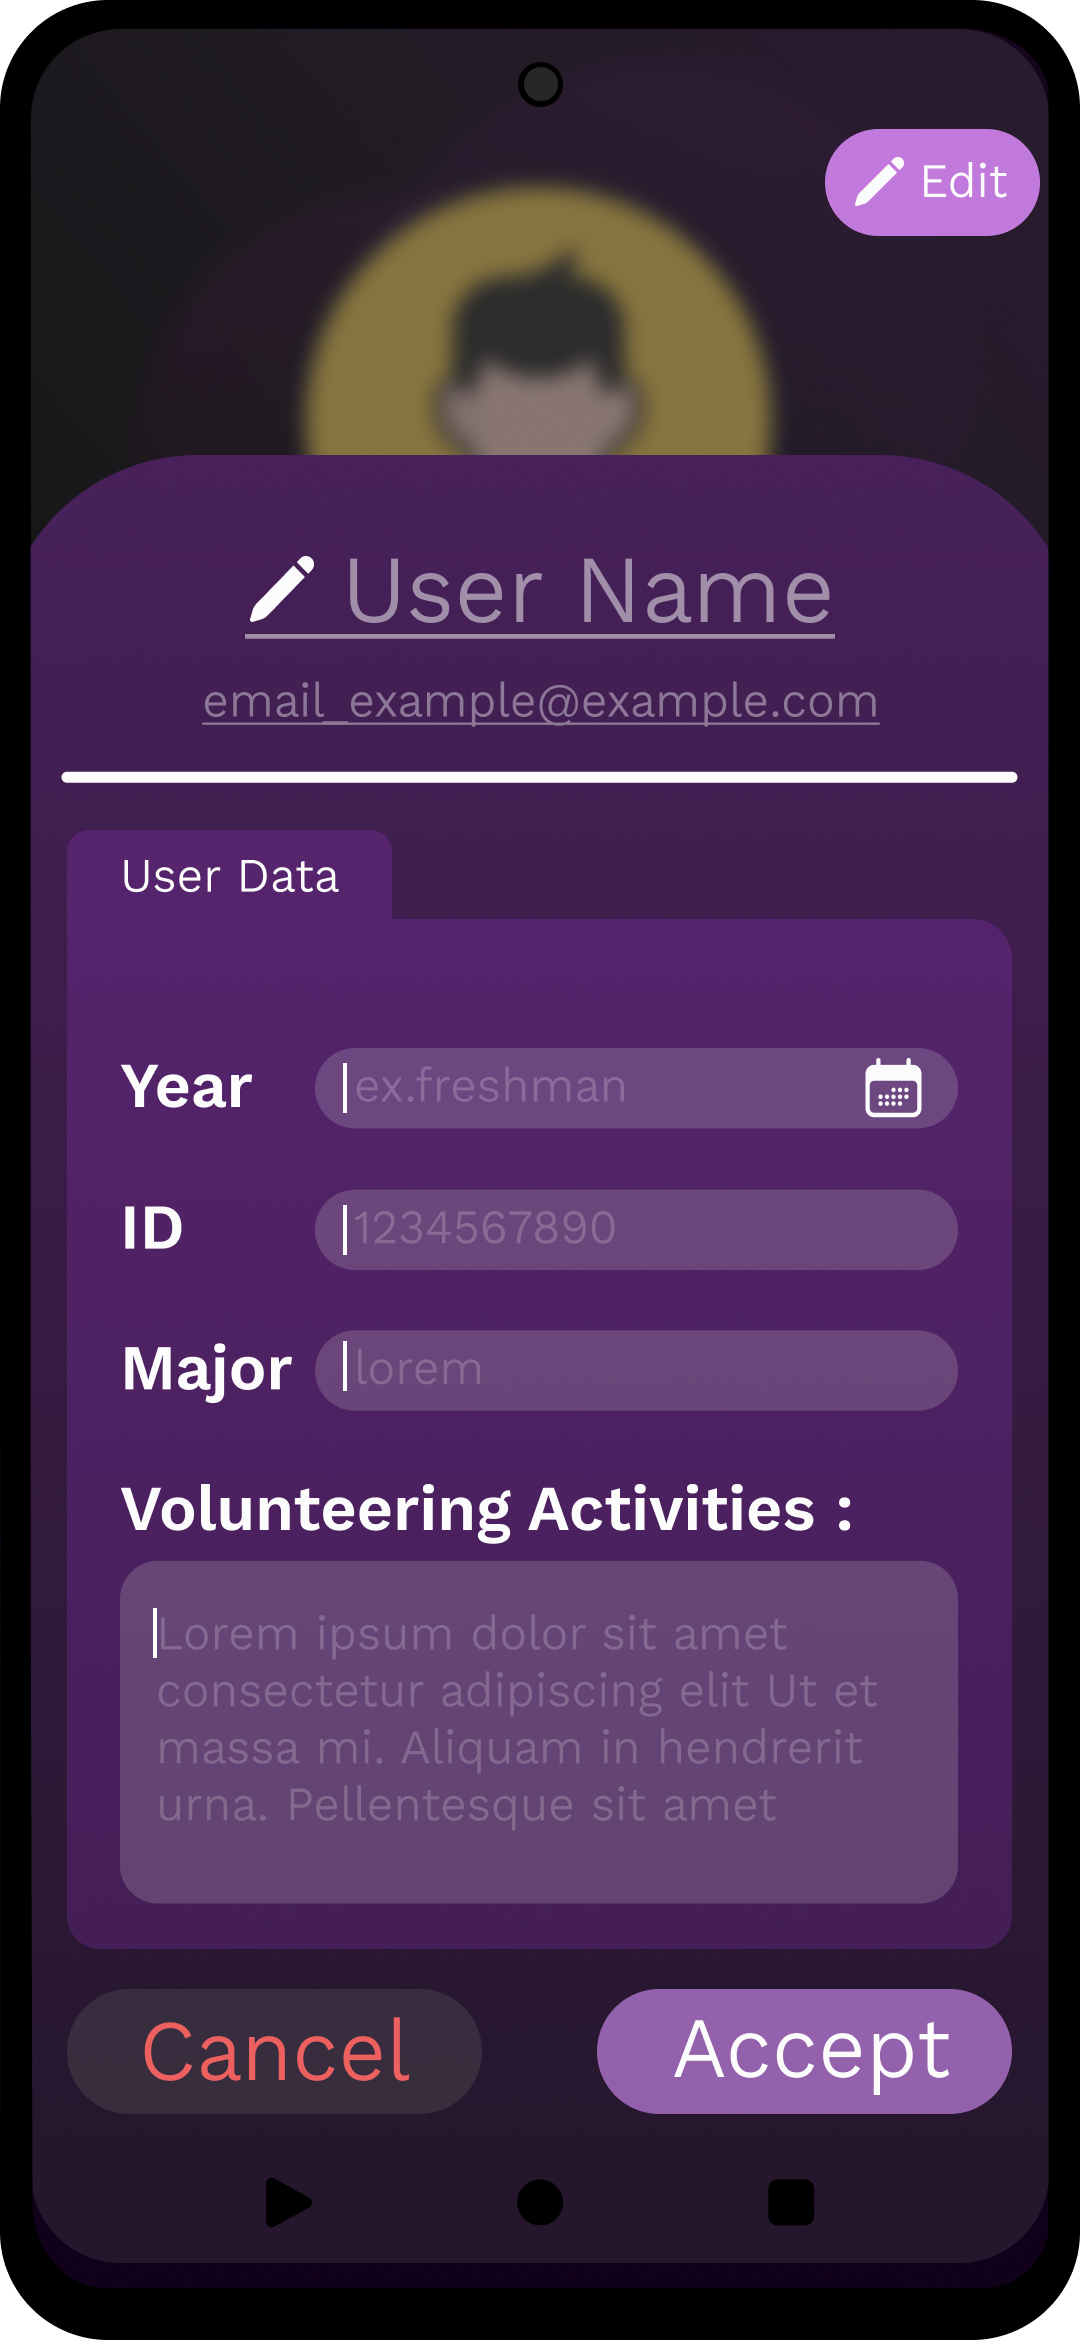 Edit
User Name
email_example@example.com
User Data
Year ex.freshman
ID 1234567890
Major lorem
Volunteering Activities :
Lorem ipsum dolor sit amet
consectetur adipiscing elit Ut et
massa mi. Aliquam in hendrerit
urna. Pellentesque sit amet
Cancel Accept